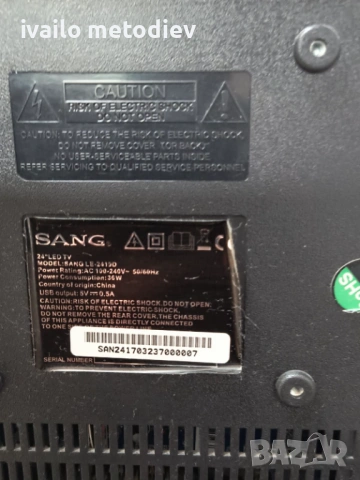 ivailo metodiev
CAUTION
RISK OF ELECTRIC SHOCK
DO NOT OPEN
CAUTION: TO REDUCE THE RISK OF ELECTRIC SHOCK,
DO NOT REMOVE COVER, (OR BACK)
NO USER-SERVICEABLE PARTS INSIDE
REFER SERVICING TO QUALIFIED SERVICE PERSONNEL
SANG
24" LED TV
MODEL: SANG LE-2419D
Power Rating: AC 100-240V~ 50/60Hz
Power Consumption: 36W
Country of origin: China
USB output: 5V 0.5A
CAUTION: RISK OF ELECTRIC SHOCK. DO NOT OPEN.
WARNING: TO PREVENT ELECTRIC SHOCK,
DO NOT REMOVE THE REAR COVER, THE CHASSIS
OF THIS APPARATUS IS DIRECTLY CONNECTED TO
SERIAL NUMBER
SAN241703237000007
SH
BAZAR
bg